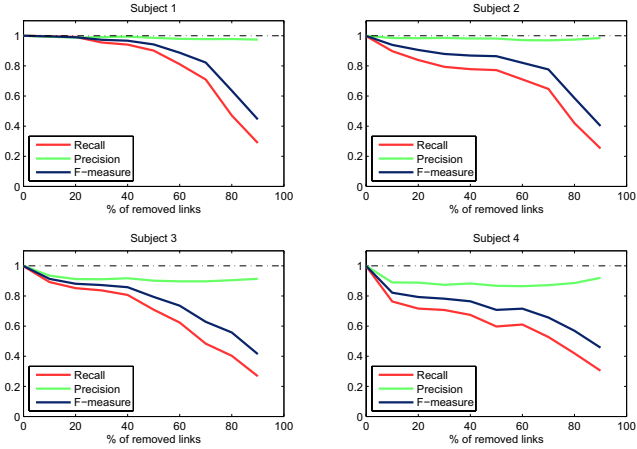 Subject 1
1
0.8
0.6
0.4
0.2
0
Recall
Precision
F−measure
0 20 40 60 80 100
% of removed links
Subject 2
1
0.8
0.6
0.4
0.2
0
Recall
Precision
F−measure
0 20 40 60 80 100
% of removed links
Subject 3
1
0.8
0.6
0.4
0.2
0
Recall
Precision
F−measure
0 20 40 60 80 100
% of removed links
Subject 4
1
0.8
0.6
0.4
0.2
0
Recall
Precision
F−measure
0 20 40 60 80 100
% of removed links